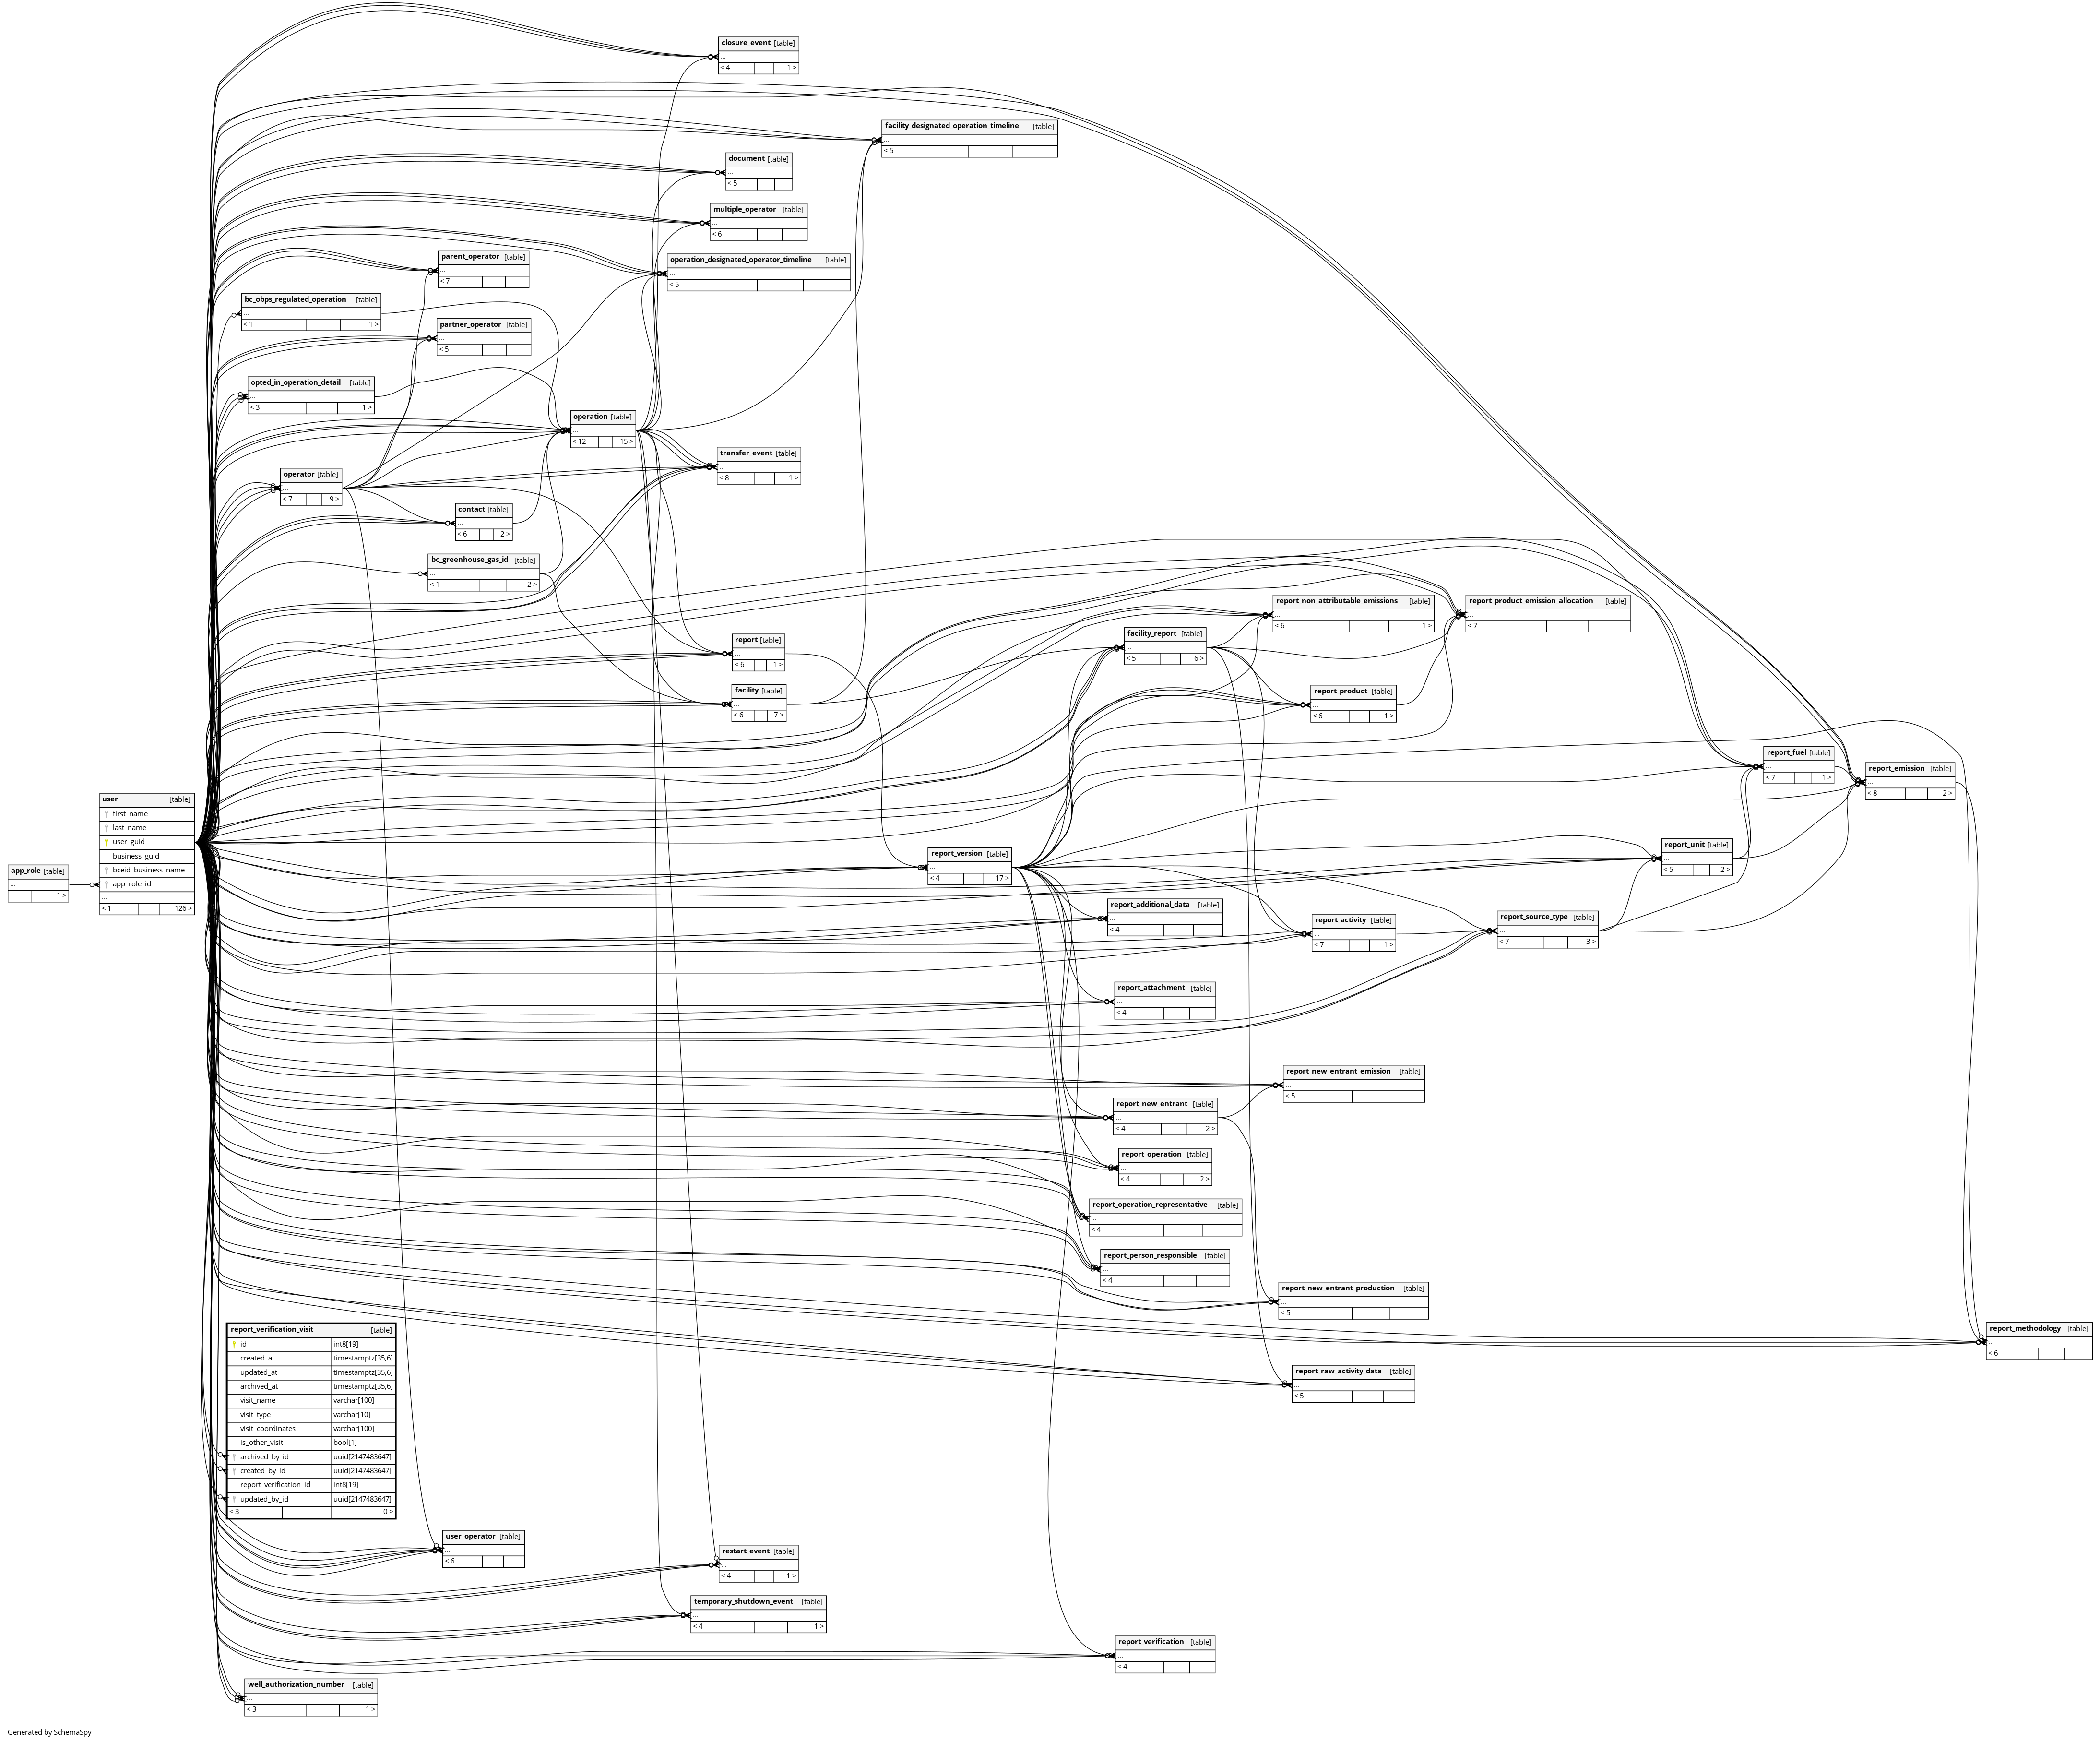 closure_event [table]
...
< 4 1 >
facility_designated_operation_timeline [table]
...
< 5
document [table]
...
< 5
multiple_operator [table]
...
< 6
parent_operator [table]
...
< 7
operation_designated_operator_timeline [table]
...
< 5
bc_obps_regulated_operation [table]
...
< 1 1 >
partner_operator [table]
...
< 5
opted_in_operation_detail [table]
...
< 3 1 >
operation [table]
...
< 12 15 >
transfer_event [table]
...
< 8 1 >
operator [table]
...
< 7 9 >
contact [table]
...
< 6 2 >
bc_greenhouse_gas_id [table]
...
< 1 2 >
report_non_attributable_emissions [table]
...
< 6 1 >
report_product_emission_allocation [table]
...
< 7
report [table]
...
< 6 1 >
facility_report [table]
...
< 5 6 >
facility [table]
...
< 6 7 >
report_product [table]
...
< 6 1 >
report_fuel [table]
...
< 7 1 >
report_emission [table]
...
< 8 2 >
user [table]
first_name
last_name
user_guid
business_guid
bceid_business_name
app_role_id
...
< 1 126 >
app_role [table]
...
1 >
report_version [table]
...
< 4 17 >
report_unit [table]
...
< 5 2 >
report_additional_data [table]
...
< 4
report_activity [table]
...
< 7 1 >
report_source_type [table]
...
< 7 3 >
report_attachment [table]
...
< 4
report_new_entrant_emission [table]
...
< 5
report_new_entrant [table]
...
< 4 2 >
report_operation [table]
...
< 4 2 >
report_operation_representative [table]
...
< 4
report_person_responsible [table]
...
< 4
report_new_entrant_production [table]
...
< 5
report_methodology [table]
...
< 6
report_verification_visit [table]
id int8[19]
created_at timestamptz[35,6]
updated_at timestamptz[35,6]
archived_at timestamptz[35,6]
visit_name varchar[100]
visit_type varchar[10]
visit_coordinates varchar[100]
is_other_visit bool[1]
archived_by_id uuid[2147483647]
created_by_id uuid[2147483647]
report_verification_id int8[19]
updated_by_id uuid[2147483647]
< 3 0 >
report_raw_activity_data [table]
...
< 5
user_operator [table]
...
< 6
restart_event [table]
...
< 4 1 >
temporary_shutdown_event [table]
...
< 4 1 >
report_verification [table]
...
< 4
well_authorization_number [table]
...
< 3 1 >
Generated by SchemaSpy